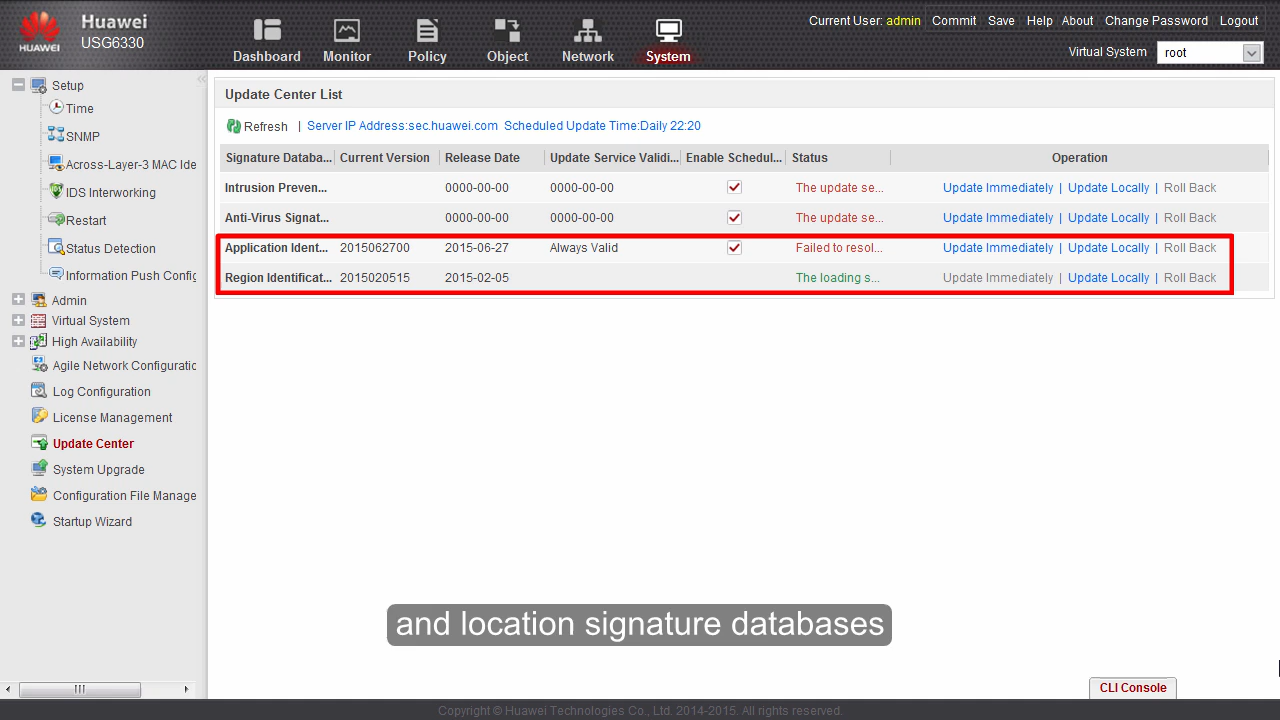 HUAWEI
Huawei
USG6330
Dashboard
Monitor
Policy
Object
Network
System
Current User: admin
Commit
Save
Help
About
Change Password
Logout
Virtual System
root
Setup
Time
SNMP
Across-Layer-3 MAC Ide
IDS Interworking
Restart
Status Detection
Information Push Config
Admin
Virtual System
High Availability
Agile Network Configuratic
Log Configuration
License Management
Update Center
System Upgrade
Configuration File Manage
Startup Wizard
Update Center List
Refresh | Server IP Address:sec.huawei.com Scheduled Update Time:Daily 22:20
Signature Databa... Current Version Release Date Update Service Validi... Enable Schedul... Status Operation
Intrusion Preven... 0000-00-00 0000-00-00 The update se... Update Immediately | Update Locally | Roll Back
Anti-Virus Signat... 0000-00-00 0000-00-00 The update se... Update Immediately | Update Locally | Roll Back
Application Ident... 2015062700 2015-06-27 Always Valid Failed to resol... Update Immediately | Update Locally | Roll Back
Region Identificat... 2015020515 2015-02-05 The loading s... Update Immediately | Update Locally | Roll Back
and location signature databases
CLI Console
Copyright © Huawei Technologies Co., Ltd. 2014-2015. All rights reserved.